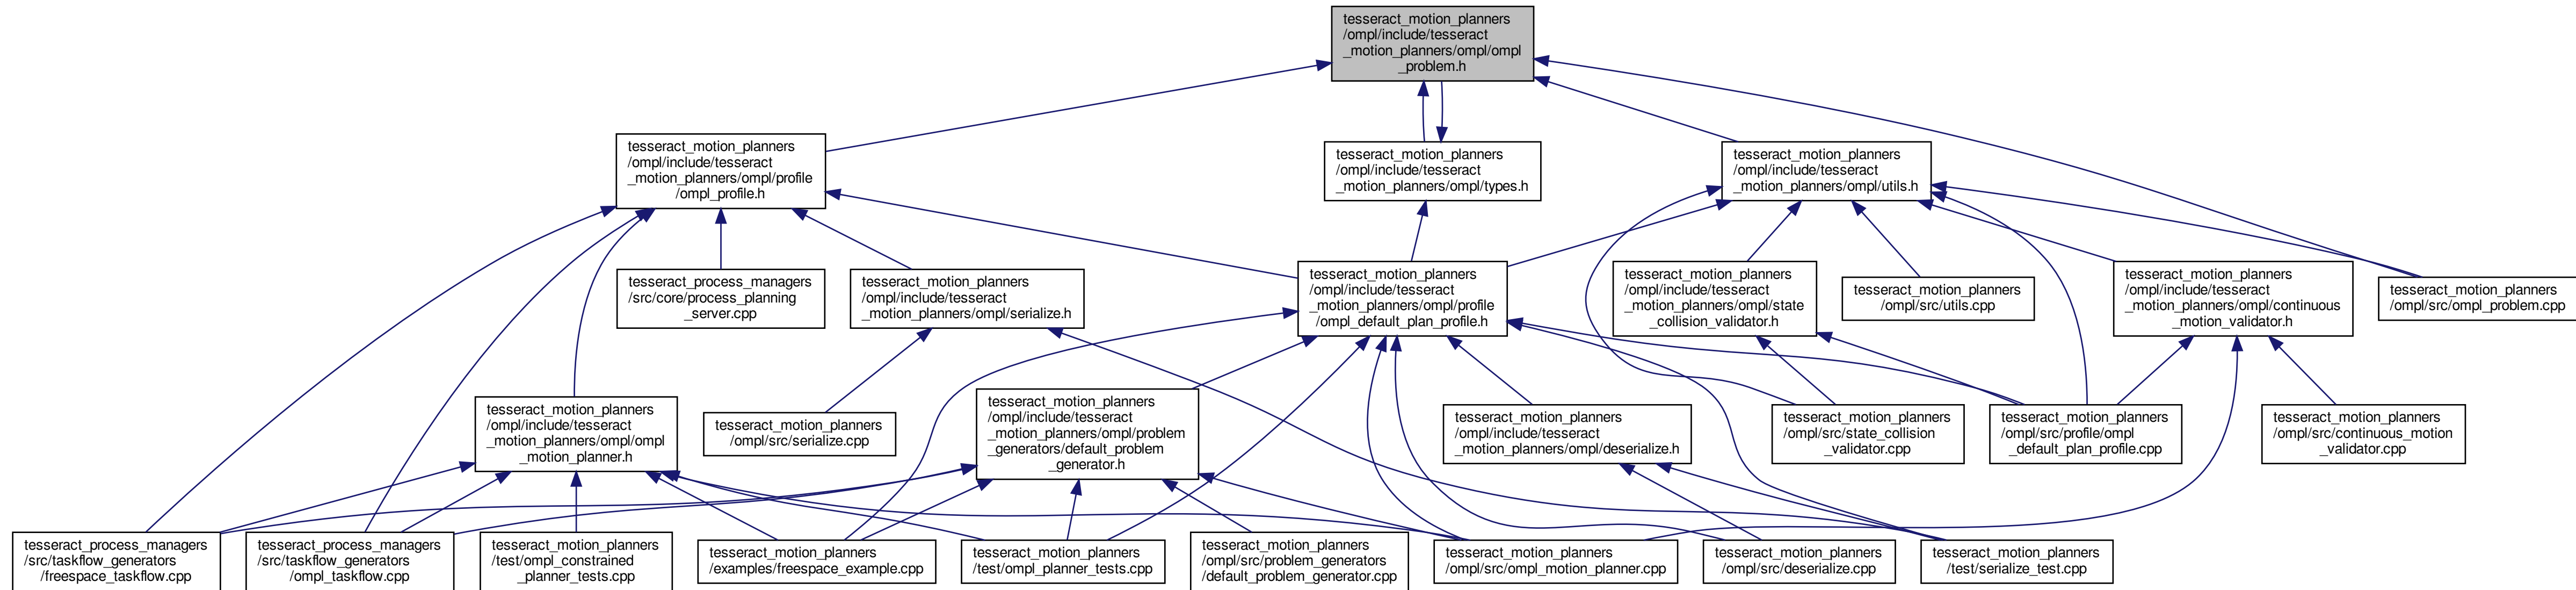 tesseract_motion_planners
/ompl/include/tesseract
_motion_planners/ompl/ompl
_problem.h
tesseract_motion_planners
/ompl/include/tesseract
_motion_planners/ompl/profile
/ompl_profile.h
tesseract_motion_planners
/ompl/include/tesseract
_motion_planners/ompl/types.h
tesseract_motion_planners
/ompl/include/tesseract
_motion_planners/ompl/utils.h
tesseract_process_managers
/src/core/process_planning
_server.cpp
tesseract_motion_planners
/ompl/include/tesseract
_motion_planners/ompl/serialize.h
tesseract_motion_planners
/ompl/include/tesseract
_motion_planners/ompl/profile
/ompl_default_plan_profile.h
tesseract_motion_planners
/ompl/include/tesseract
_motion_planners/ompl/state
_collision_validator.h
tesseract_motion_planners
/ompl/src/utils.cpp
tesseract_motion_planners
/ompl/include/tesseract
_motion_planners/ompl/continuous
_motion_validator.h
tesseract_motion_planners
/ompl/src/ompl_problem.cpp
tesseract_motion_planners
/ompl/include/tesseract
_motion_planners/ompl/ompl
_motion_planner.h
tesseract_motion_planners
/ompl/src/serialize.cpp
tesseract_motion_planners
/ompl/include/tesseract
_motion_planners/ompl/problem
_generators/default_problem
_generator.h
tesseract_motion_planners
/ompl/include/tesseract
_motion_planners/ompl/deserialize.h
tesseract_motion_planners
/ompl/src/state_collision
_validator.cpp
tesseract_motion_planners
/ompl/src/profile/ompl
_default_plan_profile.cpp
tesseract_motion_planners
/ompl/src/continuous_motion
_validator.cpp
tesseract_process_managers
/src/taskflow_generators
/freespace_taskflow.cpp
tesseract_process_managers
/src/taskflow_generators
/ompl_taskflow.cpp
tesseract_motion_planners
/test/ompl_constrained
_planner_tests.cpp
tesseract_motion_planners
/examples/freespace_example.cpp
tesseract_motion_planners
/test/ompl_planner_tests.cpp
tesseract_motion_planners
/ompl/src/problem_generators
/default_problem_generator.cpp
tesseract_motion_planners
/ompl/src/ompl_motion_planner.cpp
tesseract_motion_planners
/ompl/src/deserialize.cpp
tesseract_motion_planners
/test/serialize_test.cpp